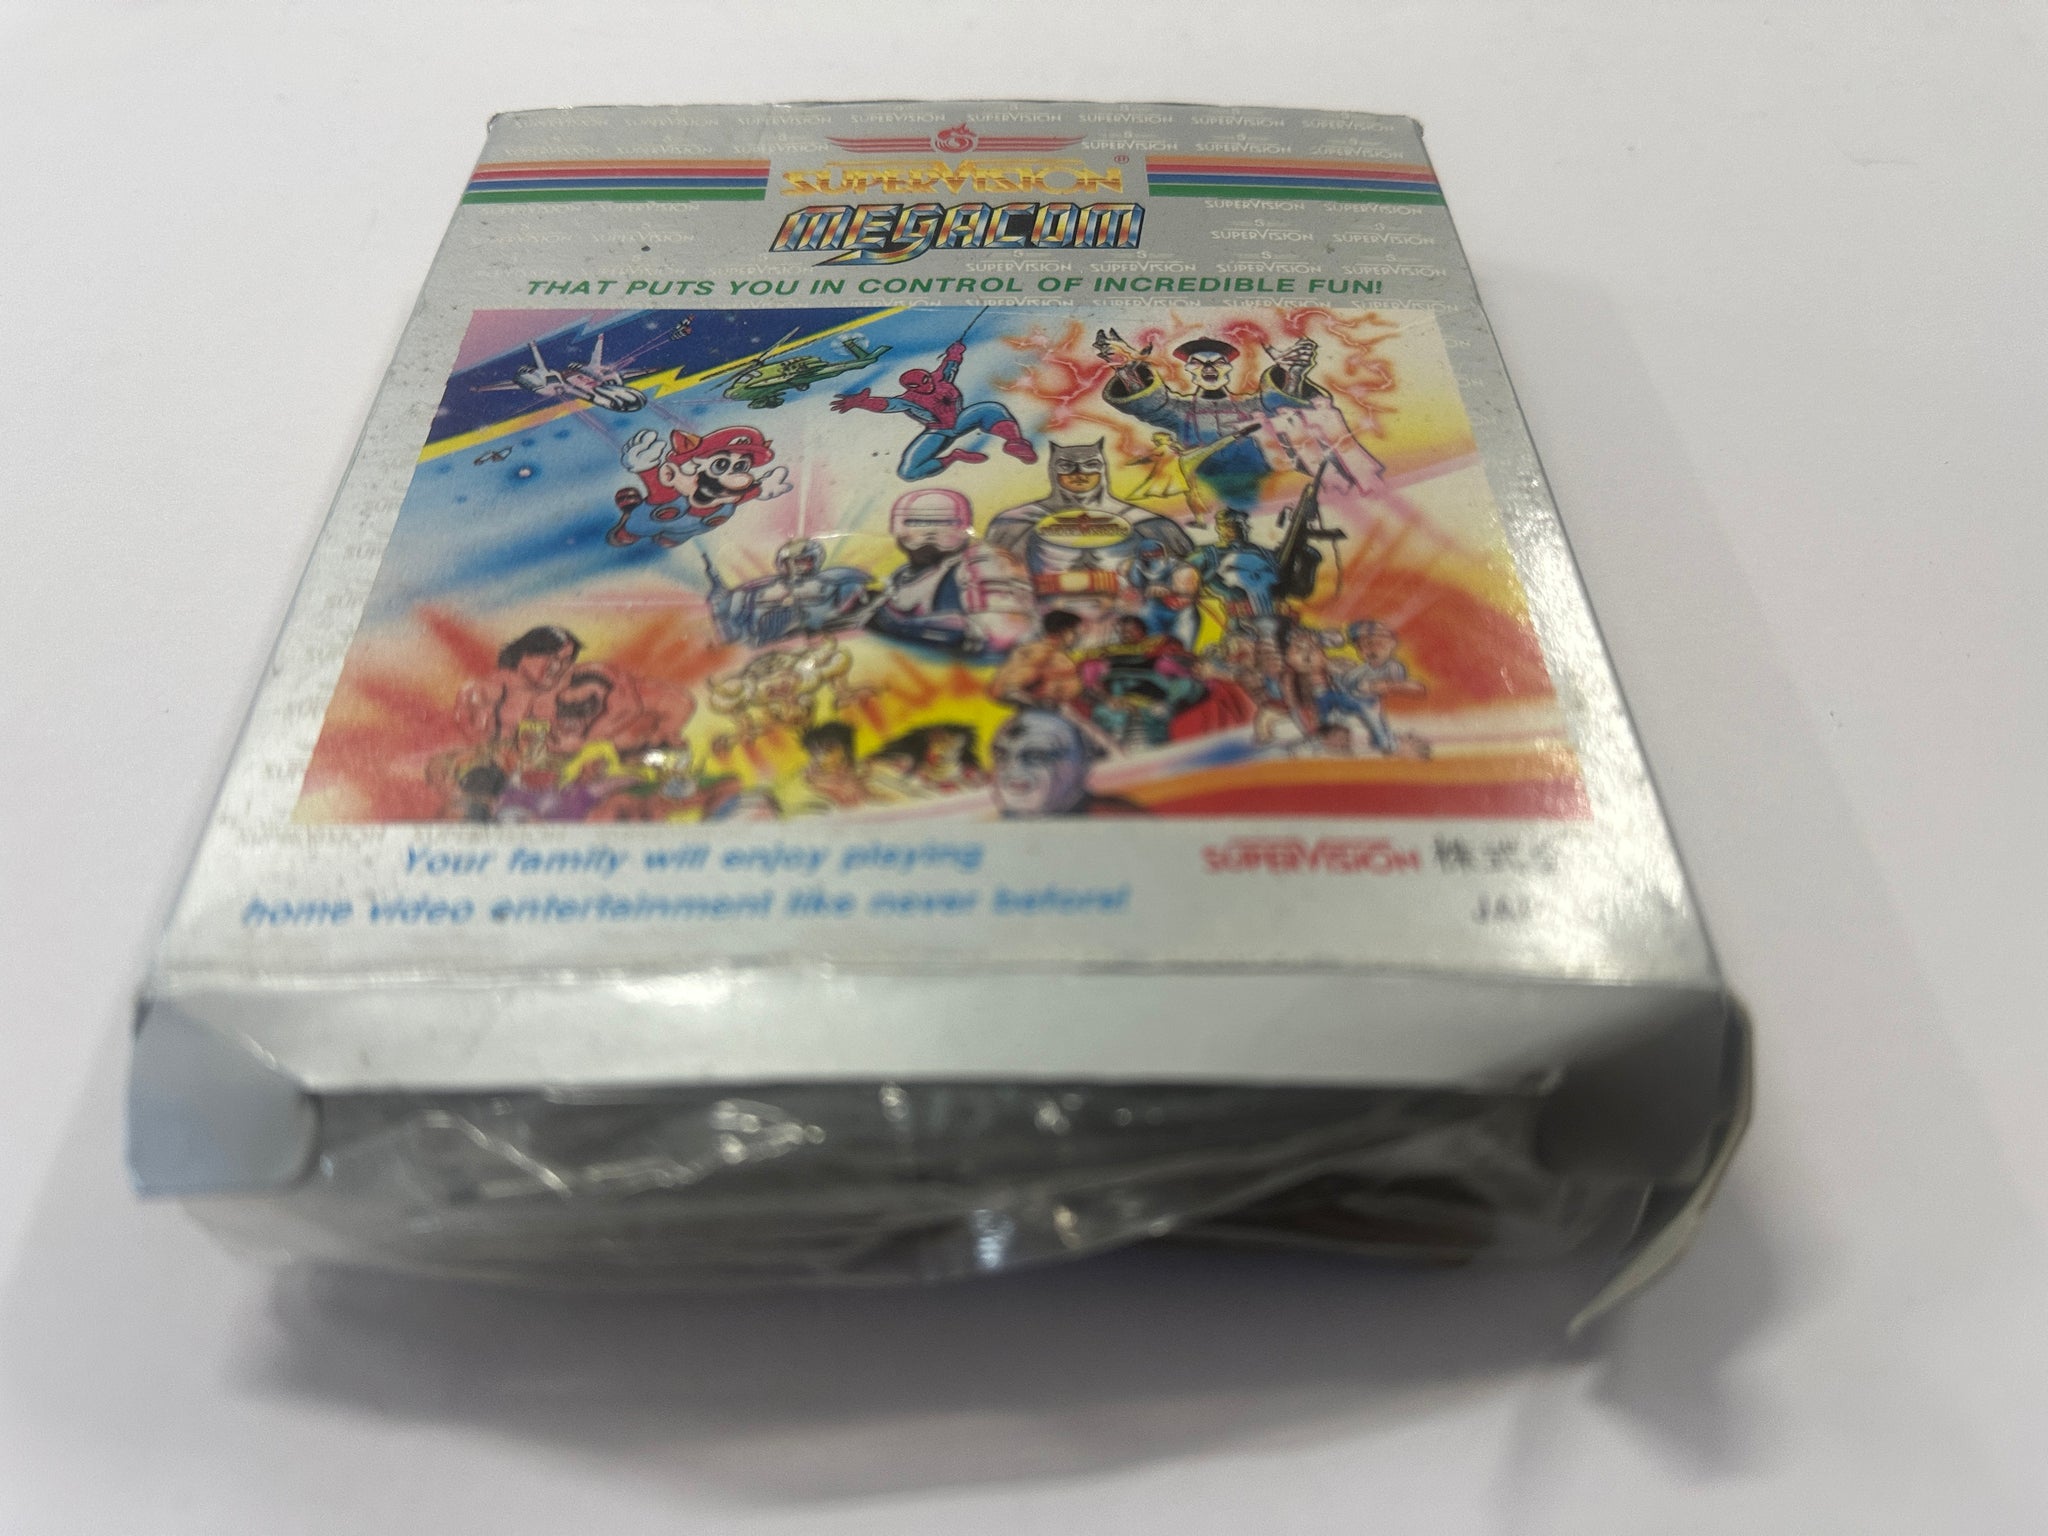 SUPERVISION®
MEGACOM
THAT PUTS YOU IN CONTROL OF INCREDIBLE FUN!
SUPERVISION
Your family will enjoy playing
home video entertainment like never before!
SUPERVISION